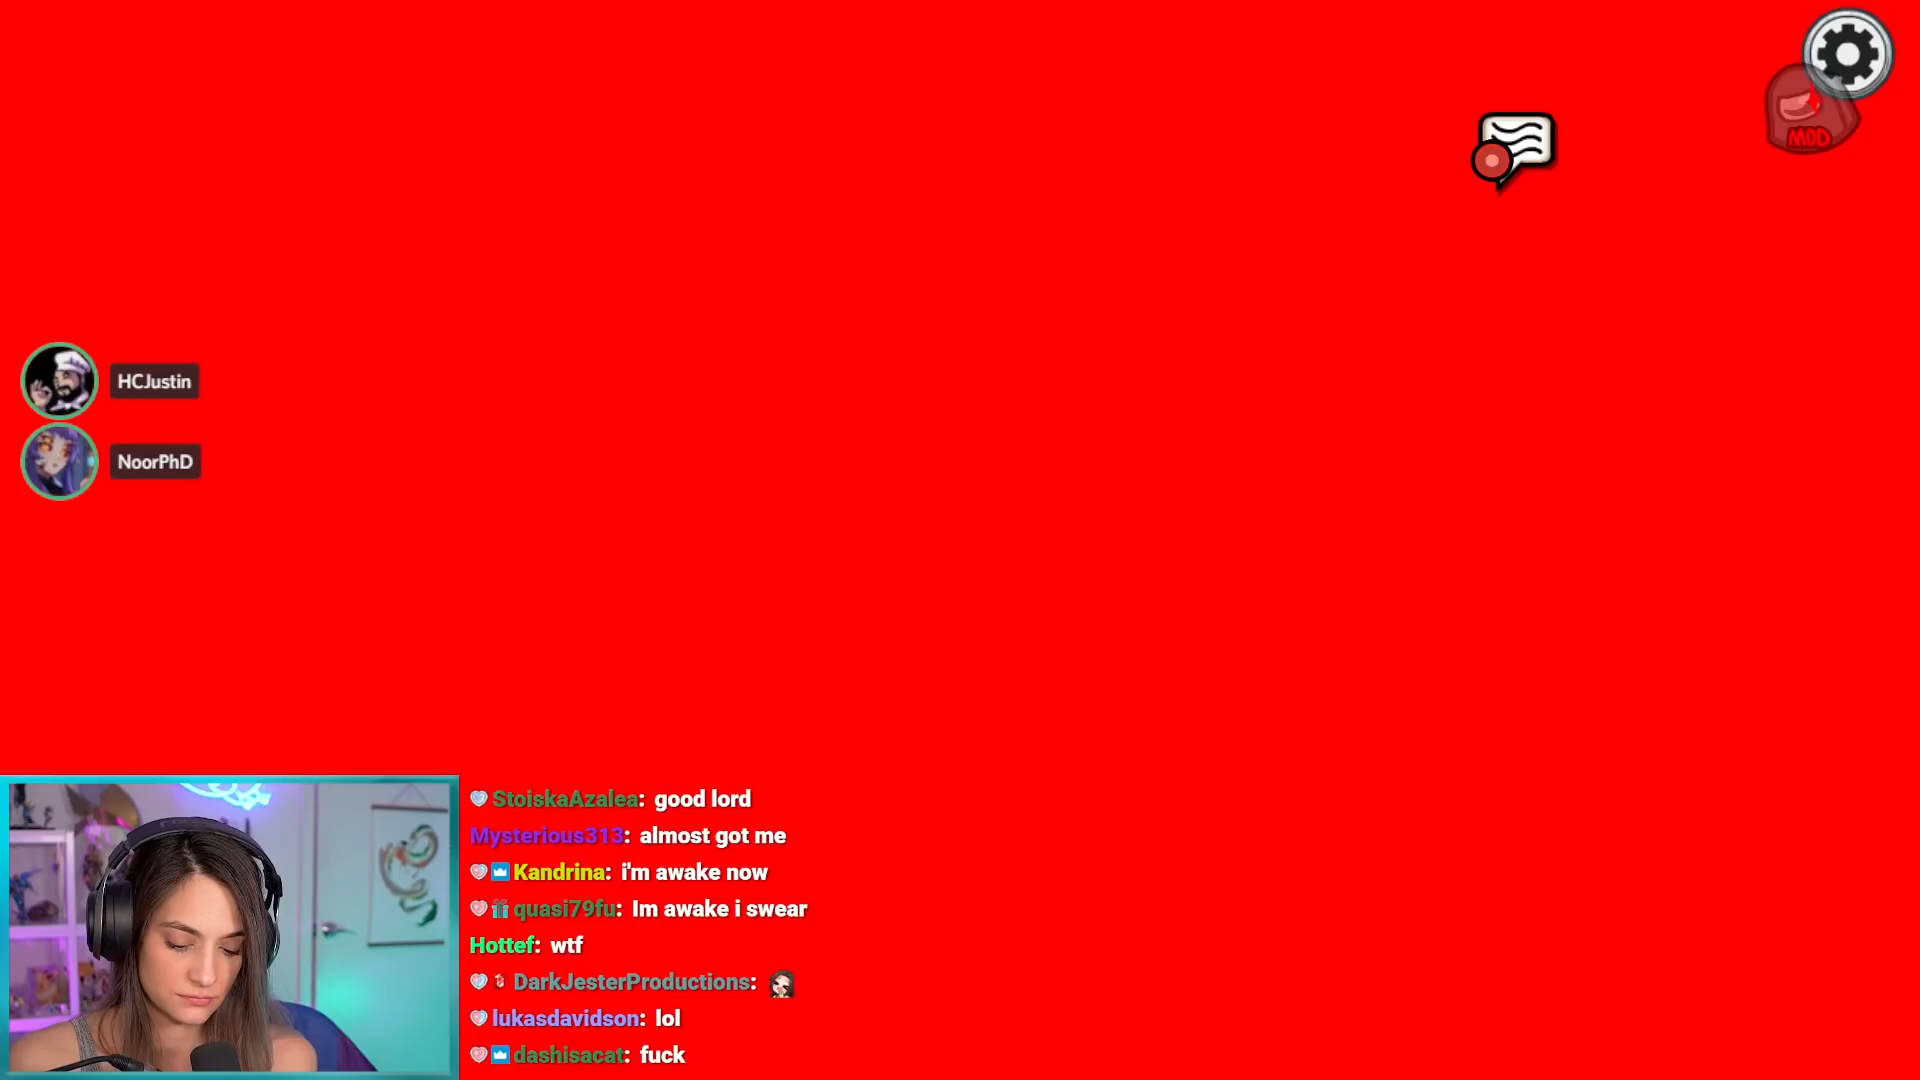 MOD
HCJustin
NoorPhD
StoiskaAzalea: good lord
Mysterious313: almost got me
Kandrina: i'm awake now
quasi79fu: Im awake i swear
Hottef: wtf
DarkJesterProductions:
lukasdavidson: lol
dashisacat: fuck